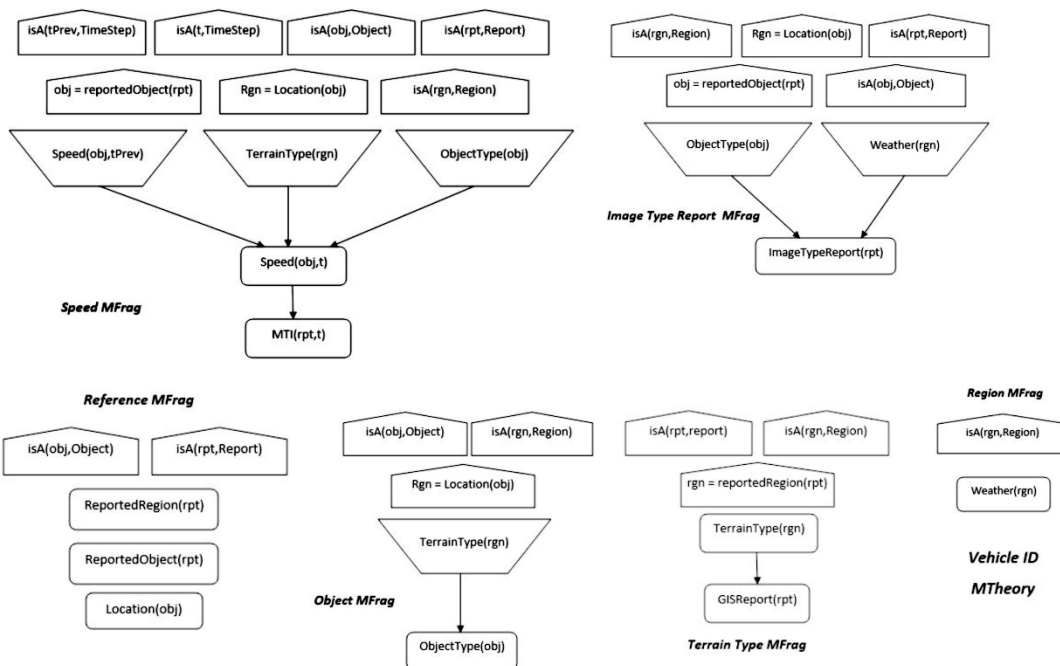 isA(tPrev,TimeStep)
isA(t,TimeStep)
isA(obj,Object)
isA(rpt,Report)
obj = reportedObject(rpt)
Rgn = Location(obj)
isA(rgn,Region)
Speed(obj,tPrev)
TerrainType(rgn)
ObjectType(obj)
Speed(obj,t)
Speed MFrag
MTI(rpt,t)
isA(rgn,Region)
Rgn = Location(obj)
isA(rpt,Report)
obj = reportedObject(rpt)
isA(obj,Object)
ObjectType(obj)
Weather(rgn)
Image Type Report MFrag
ImageTypeReport(rpt)
Reference MFrag
isA(obj,Object)
isA(rpt,Report)
ReportedRegion(rpt)
ReportedObject(rpt)
Location(obj)
isA(obj,Object)
isA(rgn,Region)
Rgn = Location(obj)
TerrainType(rgn)
Object MFrag
ObjectType(obj)
isA(rpt,report)
isA(rgn,Region)
rgn = reportedRegion(rpt)
TerrainType(rgn)
GISReport(rpt)
Terrain Type MFrag
Region MFrag
isA(rgn,Region)
Weather(rgn)
Vehicle ID
MTheory